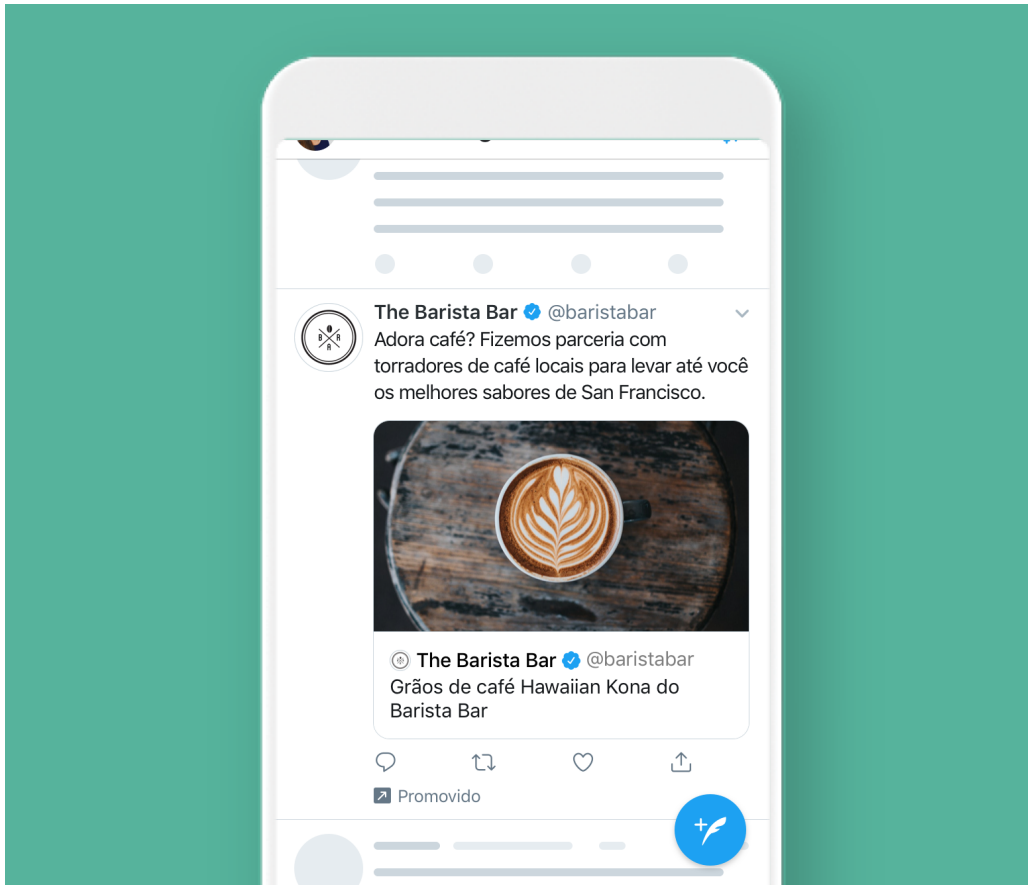 The Barista Bar @baristabar
Adora café? Fizemos parceria com
torradores de café locais para levar até você
os melhores sabores de San Francisco.
B R
A
The Barista Bar @baristabar
Grãos de café Hawaiian Kona do
Barista Bar
Promovido